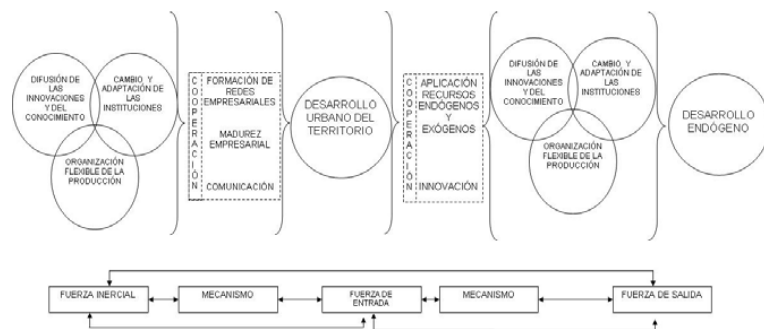 DIFUSIÓN DE
LAS
INNOVACIONES
Y DEL
CONOCIMIENTO
CAMBIO, Y
ADAPTACIÓN DE
LAS
INSTITUCIONES
ORGANIZACIÓN
FLEXIBLE DE LA
PRODUCCIÓN
COOPERACIÓN
FORMACIÓN DE
REDES
EMPRESARIALES
MADUREZ
EMPRESARIAL
COMUNICACIÓN
DESARROLLO
URBANO DEL
TERRITORIO
COOPERACIÓN
APLICACIÓN
RECURSOS
ENDÓGENOS
Y
EXÓGENOS
INNOVACIÓN
DIFUSIÓN DE
LAS
INNOVACIONES
Y DEL
CONOCIMIENTO
CAMBIO, Y
ADAPTACIÓN DE
LAS
INSTITUCIONES
ORGANIZACIÓN
FLEXIBLE DE LA
PRODUCCIÓN
DESARROLLO
ENDÓGENO
FUERZA INERCIAL
MECANISMO
FUERZA DE
ENTRADA
MECANISMO
FUERZA DE SALIDA